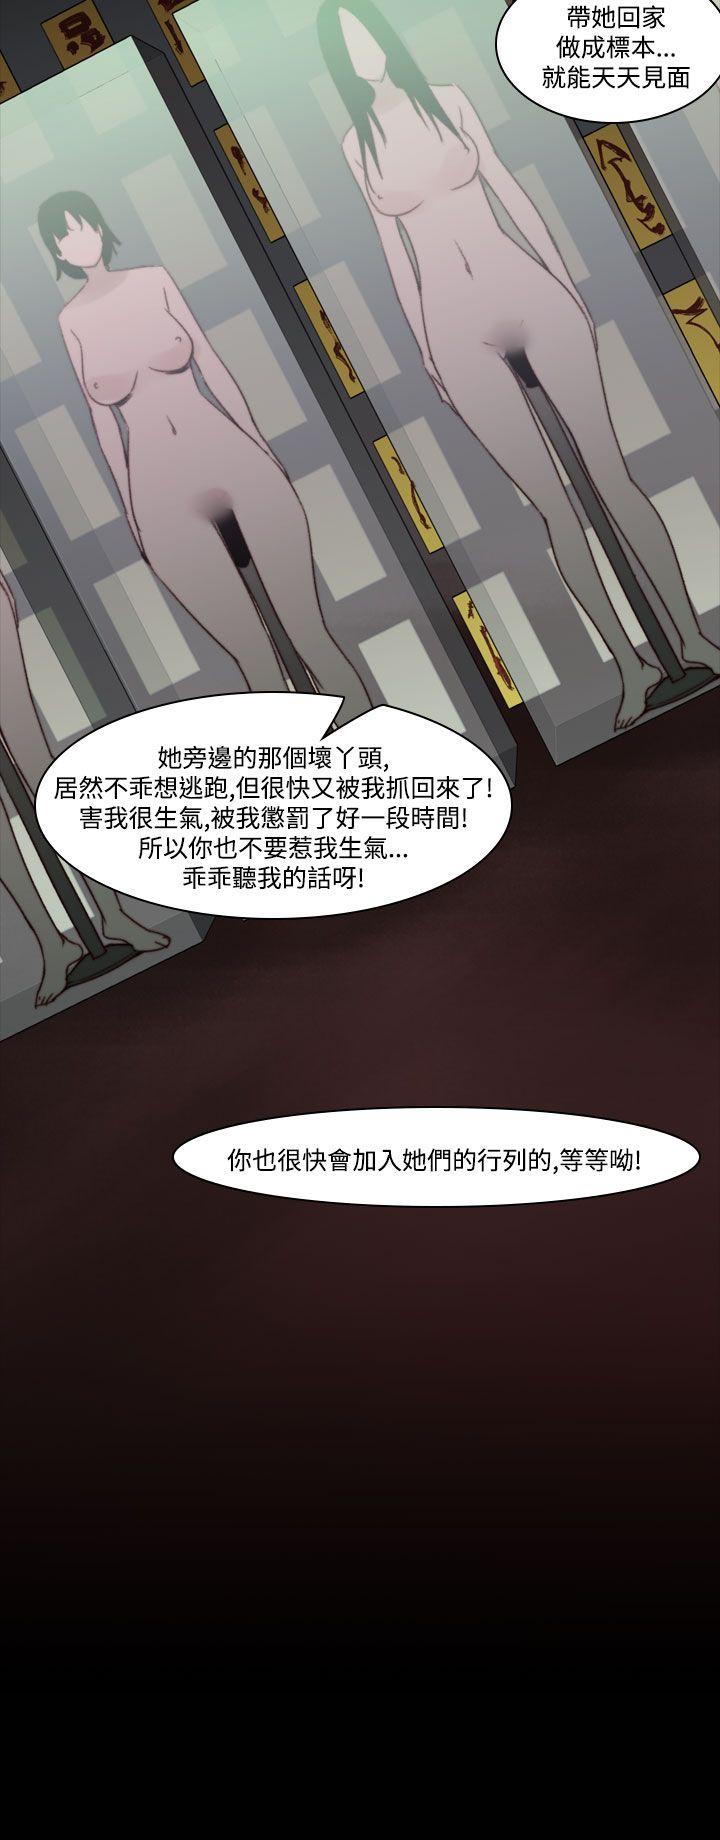 帶她回家
做成標本...
就能天天見面
她旁邊的那個壞丫頭,
居然不乖想逃跑,但很快又被我抓回來了!
害我很生氣,被我懲罰了好一段時間!
所以你也不要惹我生氣...
乖乖聽我的話呀!
你也很快會加入她們的行列的,等等呦!